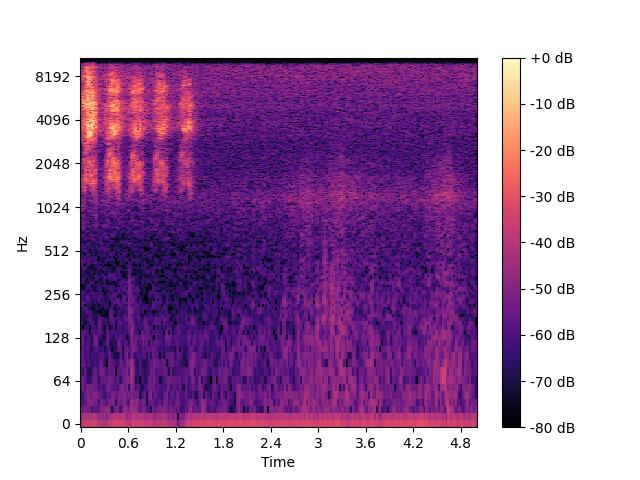 8192
4096
2048
1024
512
256
128
64
0
Hz
0 0.6 1.2 1.8 2.4 3 3.6 4.2 4.8
Time
+0 dB
-10 dB
-20 dB
-30 dB
-40 dB
-50 dB
-60 dB
-70 dB
-80 dB